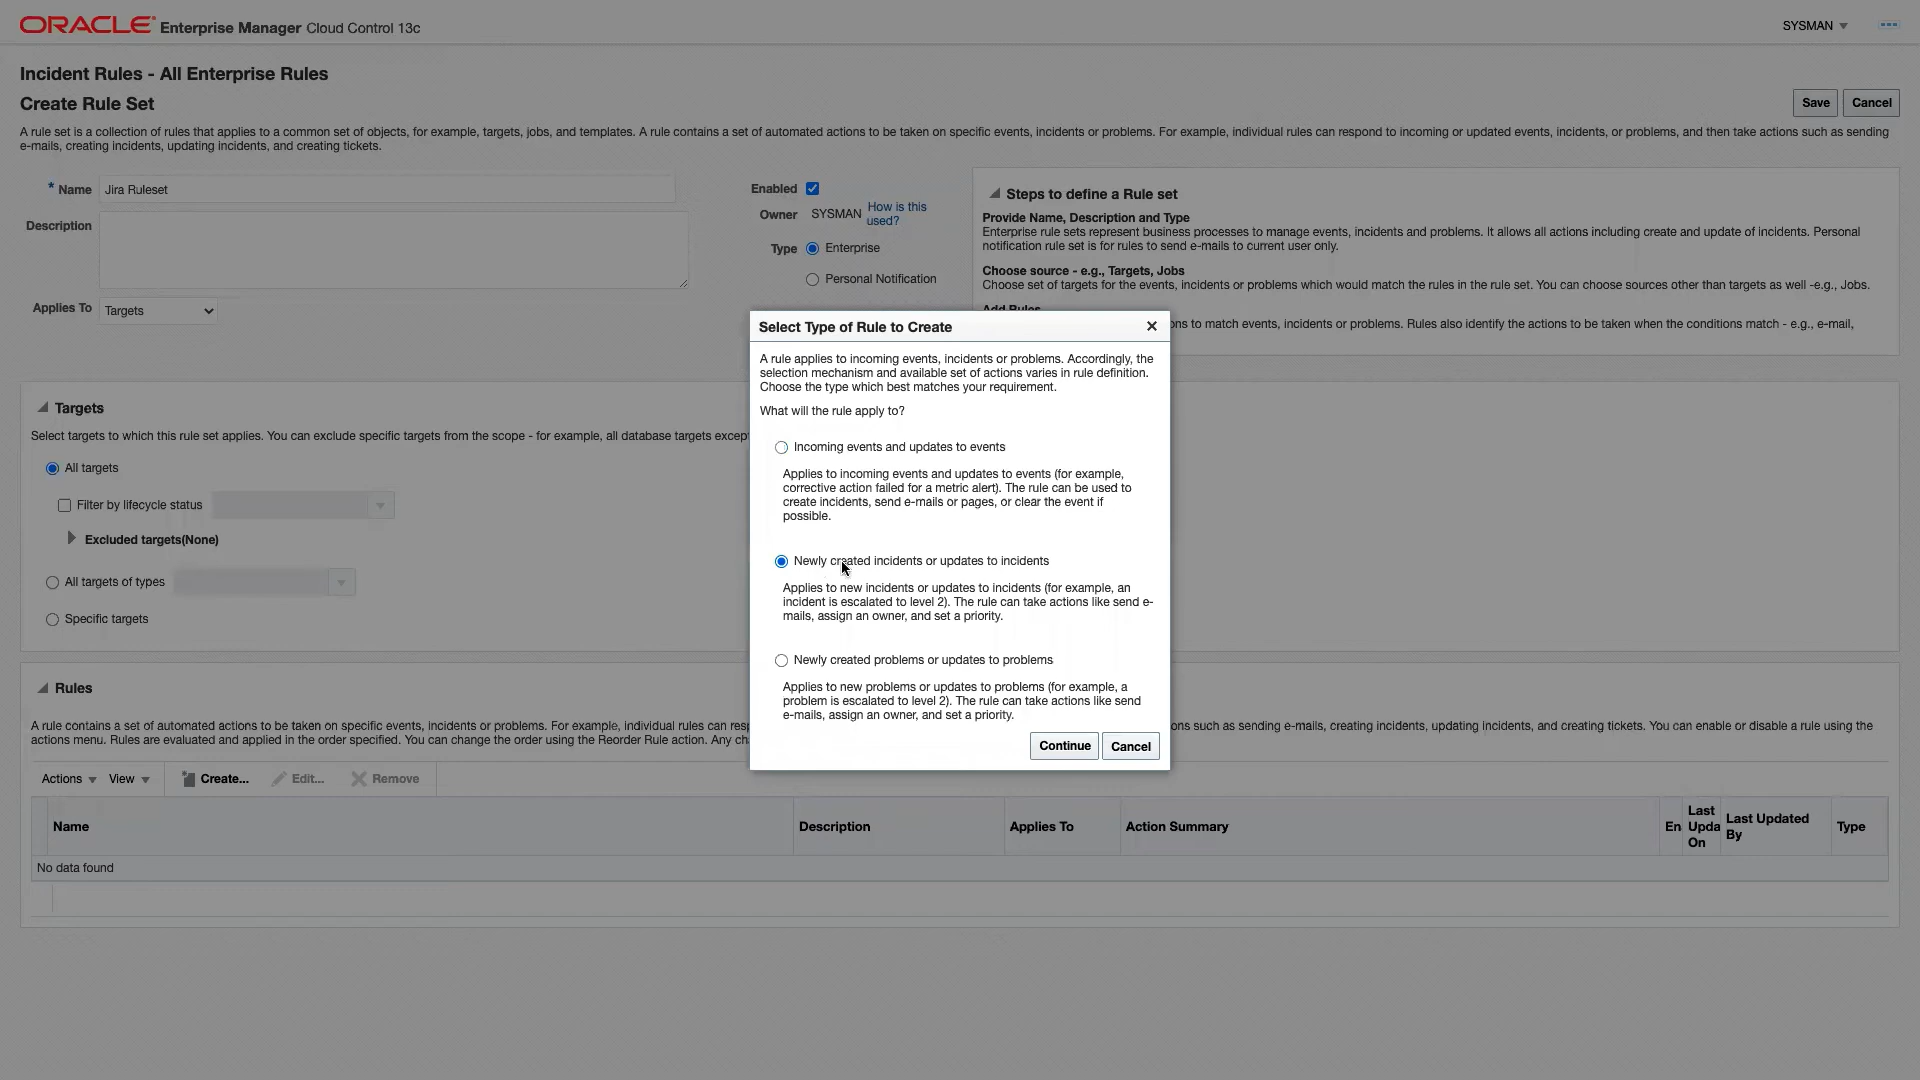 ORACLE Enterprise Manager Cloud Control 13c
SYSMAN
Incident Rules - All Enterprise Rules
Create Rule Set
Save
Cancel
A rule set is a collection of rules that applies to a common set of objects, for example, targets, jobs, and templates. A rule contains a set of automated actions to be taken on specific events, incidents or problems. For example, individual rules can respond to incoming or updated events, incidents, or problems, and then take actions such as sending
e-mails, creating incidents, updating incidents, and creating tickets.
* Name Jira Ruleset
Description
Applies To Targets
Enabled
Owner SYSMAN How is this
used?
Type Enterprise
Personal Notification
Steps to define a Rule set
Provide Name, Description and Type
Enterprise rule sets represent business processes to manage events, incidents and problems. It allows all actions including create and update of incidents. Personal
notification rule set is for rules to send e-mails to current user only.
Choose source - e.g., Targets, Jobs
Choose set of targets for the events, incidents or problems which would match the rules in the rule set. You can choose sources other than targets as well -e.g., Jobs.
Add Rules
to match events, incidents or problems. Rules also identify the actions to be taken when the conditions match - e.g., e-mail,
Targets
Select targets to which this rule set applies. You can exclude specific targets from the scope - for example, all database targets
All targets
Filter by lifecycle status
Excluded targets(None)
All targets of types
Specific targets
Select Type of Rule to Create
A rule applies to incoming events, incidents or problems. Accordingly, the
selection mechanism and available set of actions varies in rule definition.
Choose the type which best matches your requirement.
What will the rule apply to?
Incoming events and updates to events
Applies to incoming events and updates to events (for example,
corrective action failed for a metric alert). The rule can be used to
create incidents, send e-mails or pages, or clear the event if
possible.
Newly created incidents or updates to incidents
Applies to new incidents or updates to incidents (for example, an
incident is escalated to level 2). The rule can take actions like send e-
mails, assign an owner, and set a priority.
Newly created problems or updates to problems
Applies to new problems or updates to problems (for example, a
problem is escalated to level 2). The rule can take actions like send
e-mails, assign an owner, and set a priority.
Continue
Cancel
Rules
A rule contains a set of automated actions to be taken on specific events, incidents or problems. For example, individual rules can
such as sending e-mails, creating incidents, updating incidents, and creating tickets. You can enable or disable a rule using the
actions menu. Rules are evaluated and applied in the order specified. You can change the order using the Reorder Rule action. Any
Actions View Create... Edit... Remove
Name
Description
Applies To
Action Summary
En
Last
Upda
On
Last Updated
By
Type
No data found